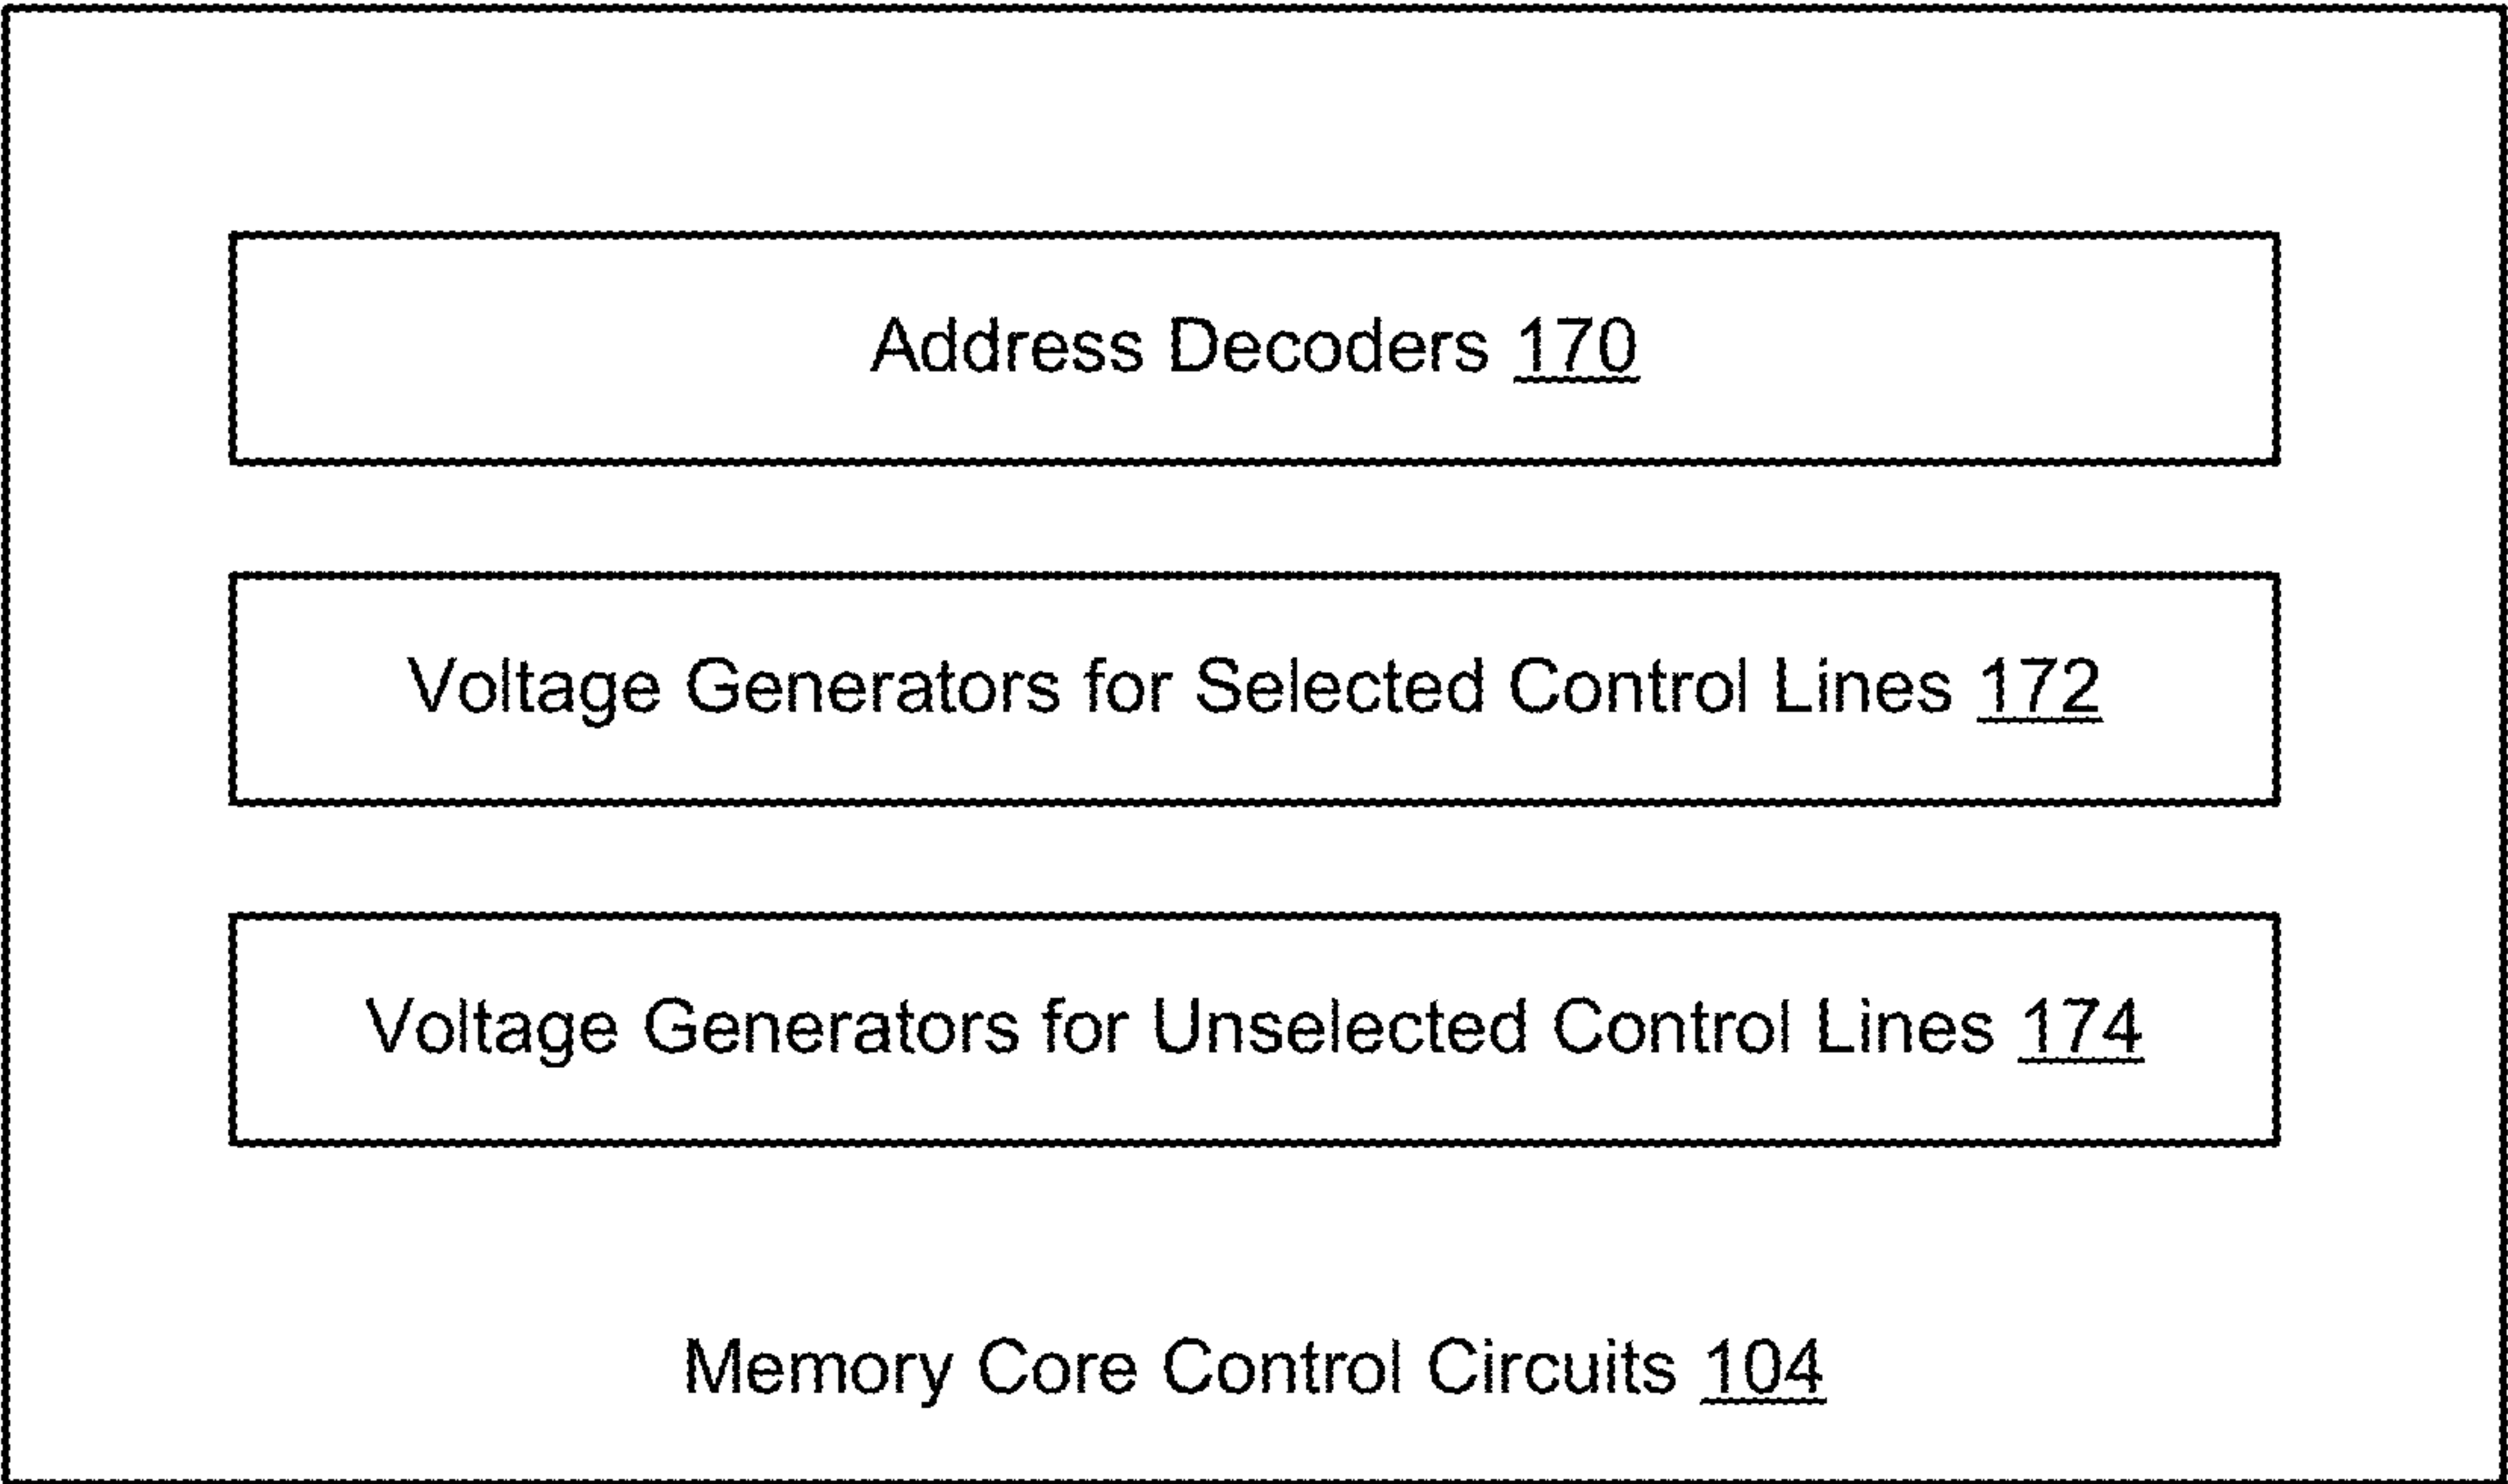 Address Decoders 170
Voltage Generators for Selected Control Lines 172
Voltage Generators for Unselected Control Lines 174
Memory Core Control Circuits 104